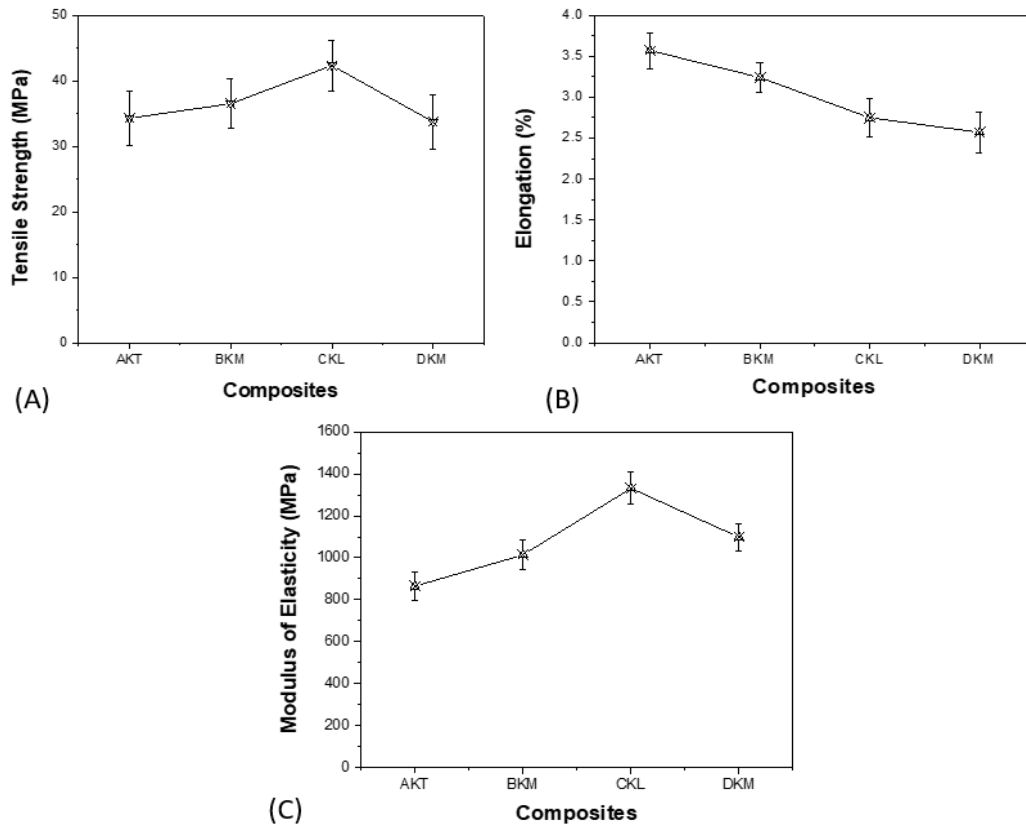 50
40
30
20
10
0
Tensile Strength (MPa)
AKT BKM CKL DKM
Composites
(A)
4.0
3.5
3.0
2.5
2.0
1.5
1.0
0.5
0.0
Elongation (%)
AKT BKM CKL DKM
Composites
(B)
1600
1400
1200
1000
800
600
400
200
0
Modulus of Elasticity (MPa)
AKT BKM CKL DKM
Composites
(C)